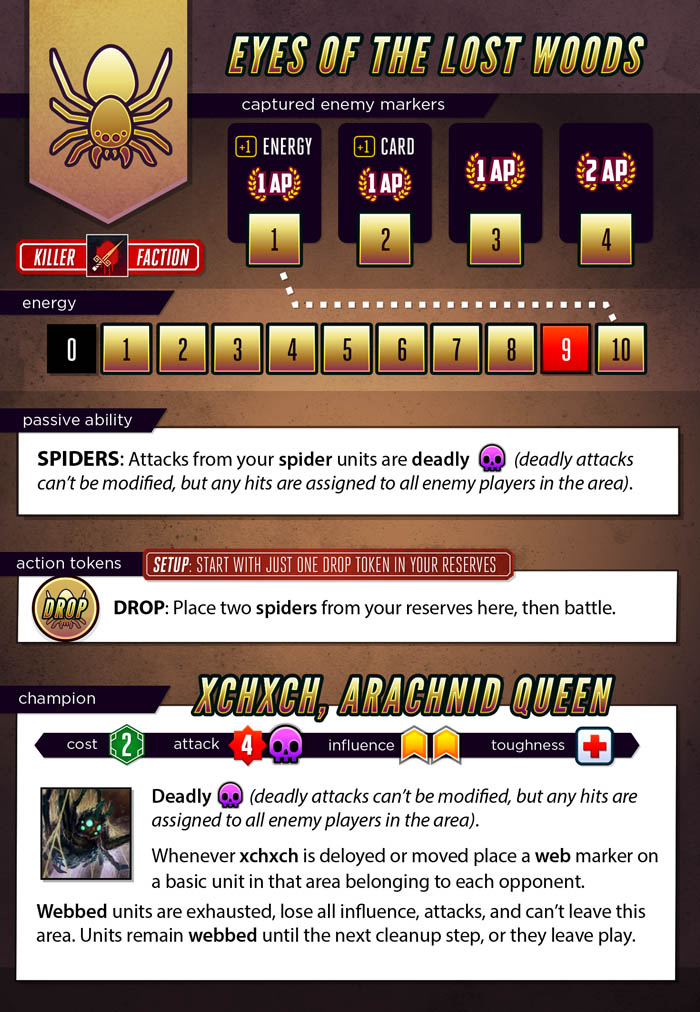 EYES OF THE LOST WOODS
captured enemy markers
+1 ENERGY
1 AP
1
+1 CARD
1 AP
2
1 AP
3
2 AP
4
KILLER FACTION
energy
0 1 2 3 4 5 6 7 8 9 10
passive ability
SPIDERS: Attacks from your spider units are deadly (deadly attacks
can't be modified, but any hits are assigned to all enemy players in the area).
action tokens
SETUP: START WITH JUST ONE DROP TOKEN IN YOUR RESERVES
DROP
DROP: Place two spiders from your reserves here, then battle.
champion
XCHXCH, ARACHNID QUEEN
cost 2 attack 4 influence toughness
Deadly (deadly attacks can't be modified, but any hits are
assigned to all enemy players in the area).
Whenever xchxch is deloyed or moved place a web marker on
a basic unit in that area belonging to each opponent.
Webbed units are exhausted, lose all influence, attacks, and can't leave this
area. Units remain webbed until the next cleanup step, or they leave play.